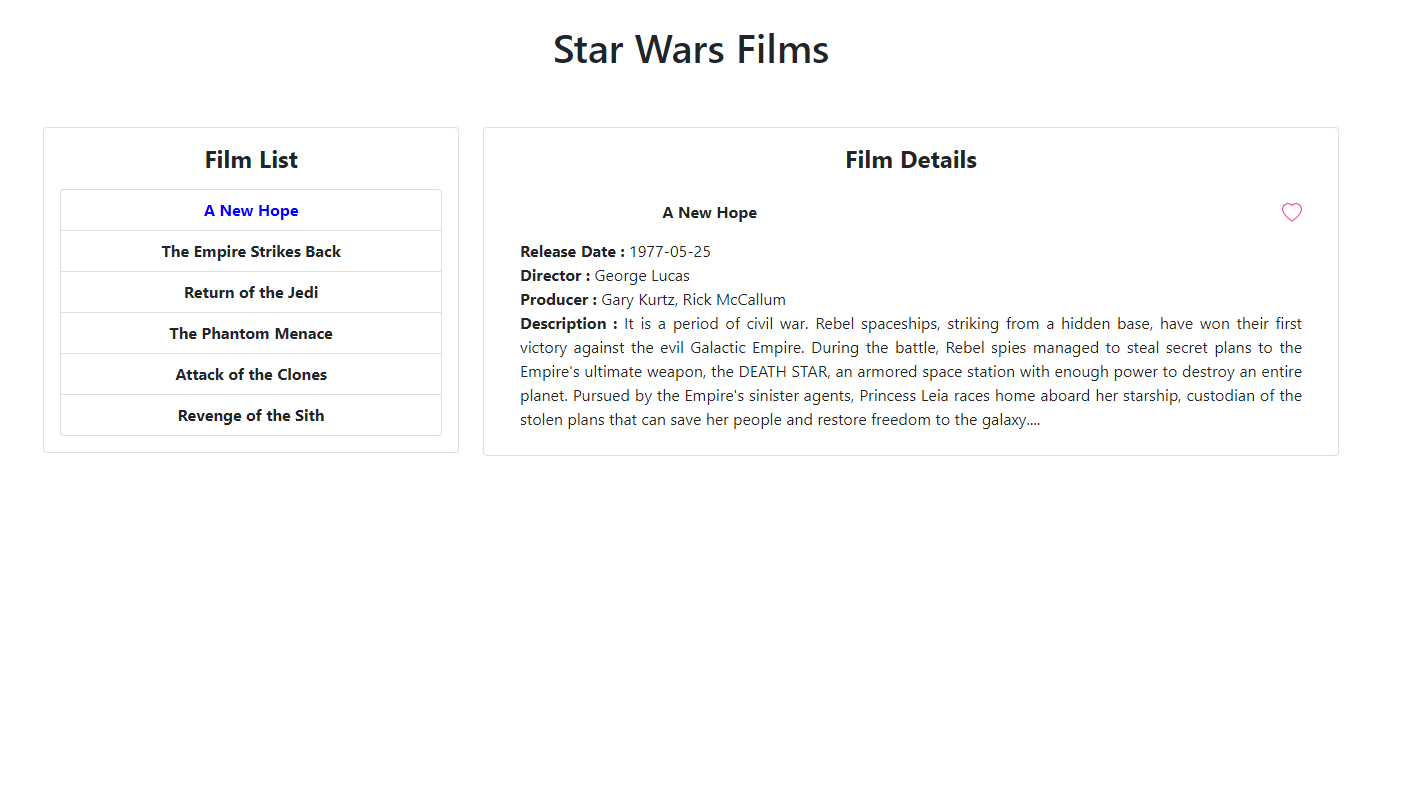 Star Wars Films
Film List
A New Hope
The Empire Strikes Back
Return of the Jedi
The Phantom Menace
Attack of the Clones
Revenge of the Sith
Film Details
A New Hope
Release Date : 1977-05-25
Director : George Lucas
Producer : Gary Kurtz, Rick McCallum
Description : It is a period of civil war. Rebel spaceships, striking from a hidden base, have won their first
victory against the evil Galactic Empire. During the battle, Rebel spies managed to steal secret plans to the
Empire's ultimate weapon, the DEATH STAR, an armored space station with enough power to destroy an entire
planet. Pursued by the Empire's sinister agents, Princess Leia races home aboard her starship, custodian of the
stolen plans that can save her people and restore freedom to the galaxy....